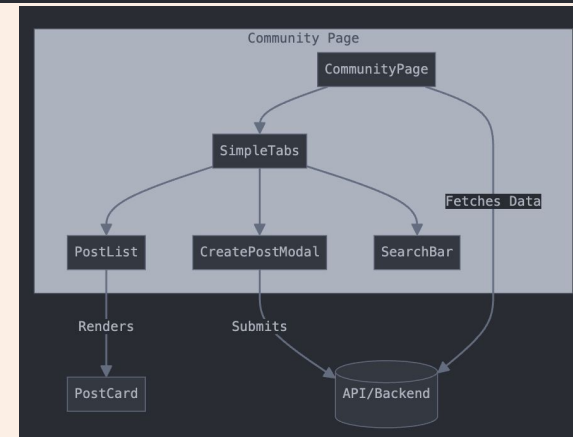 Community Page
CommunityPage
SimpleTabs
Fetches Data
PostList
CreatePostModal
SearchBar
Renders
Submits
PostCard
API/Backend